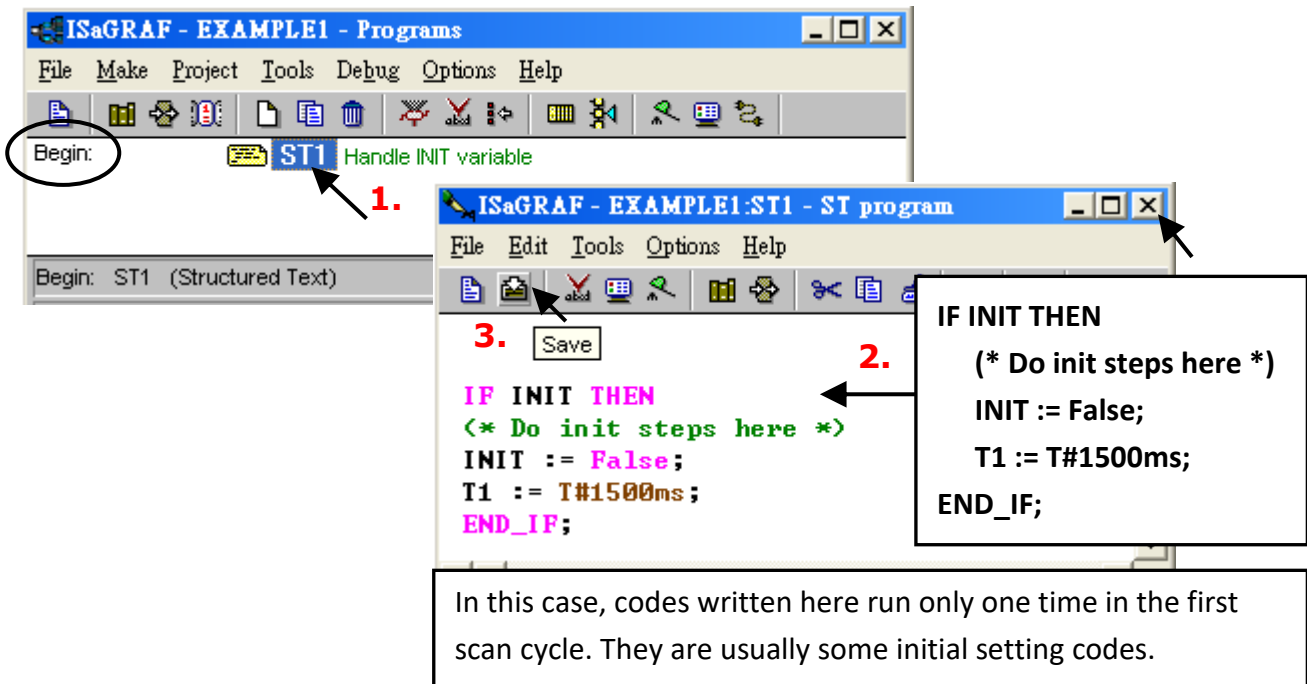 ISaGRAF - EXAMPLE1 - Programs
File Make Project Tools Debug Options Help
Begin: ST1 Handle INIT variable
1.
Begin: ST1 (Structured Text)
ISaGRAF - EXAMPLE1:ST1 - ST program
File Edit Tools Options Help
3.
Save
2.
IF INIT THEN
(* Do init steps here *)
INIT := False;
T1 := T#1500ms;
END_IF;
IF INIT THEN
(* Do init steps here *)
INIT := False;
T1 := T#1500ms;
END_IF;
In this case, codes written here run only one time in the first
scan cycle. They are usually some initial setting codes.